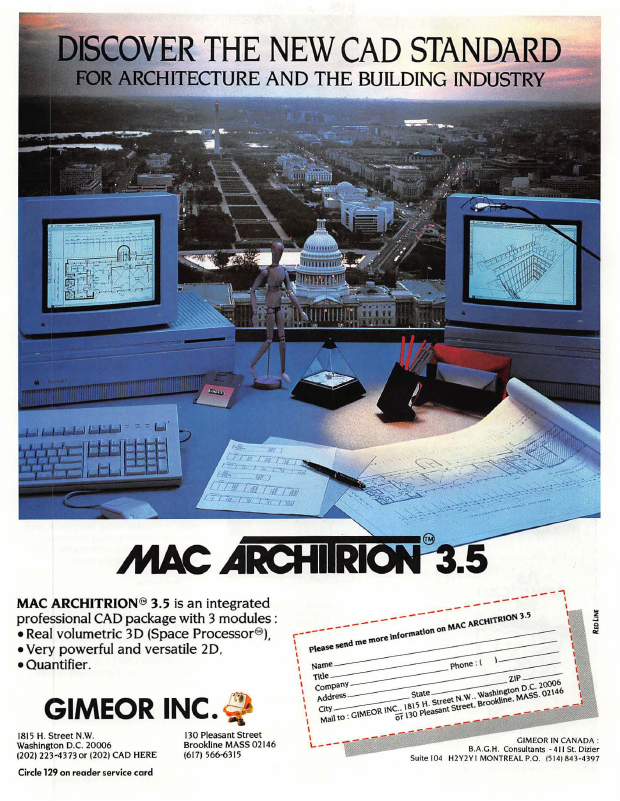 DISCOVER THE NEW CAD STANDARD
FOR ARCHITECTURE AND THE BUILDING INDUSTRY
MAC ARCHITRION™ 3.5
MAC ARCHITRION℗ 3.5 is an integrated
professional CAD package with 3 modules :
• Real volumetric 3D (Space Processor℗),
• Very powerful and versatile 2D,
• Quantifier.
GIMEOR INC.
1815 H. Street N.W.
Washington D.C. 20006
(202) 223-4373 or (202) CAD HERE
130 Pleasant Street
Brookline MASS 02146
(617) 566-6315
Circle 129 on reader service card
Please send me more information on MAC ARCHITRION 3.5
Name
Title
Company Phone : ( )
Address
City State ZIP
Mail to : GIMEOR INC., 1815 H. Street N.W., Washington D.C. 20006
or 130 Pleasant Street, Brookline, MASS. 02146
RED LINE
GIMEOR IN CANADA :
B.A.G.H. Consultants - 411 St. Dizier
Suite 104 H2Y2Y1 MONTREAL P.Q. (514) 843-4397